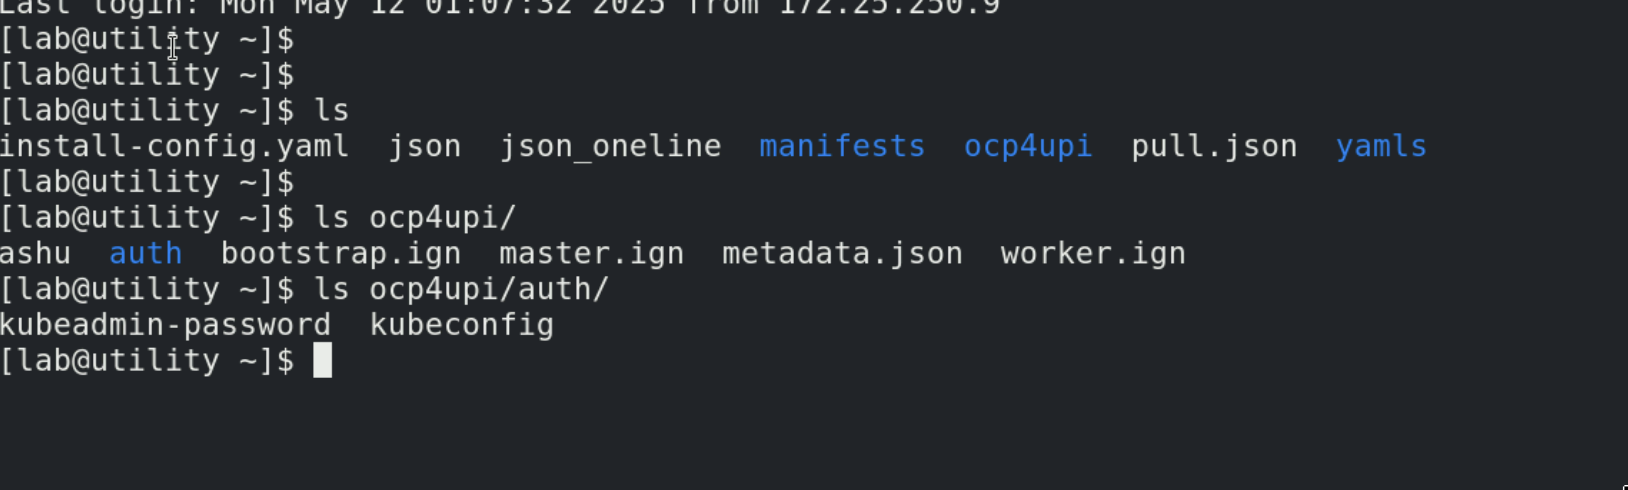 Last login: Mon May 12 01:07:32 2025 from 172.25.250.9
[lab@utility ~]$
[lab@utility ~]$
[lab@utility ~]$ ls
install-config.yaml  json  json_oneline  manifests  ocp4upi  pull.json  yamls
[lab@utility ~]$
[lab@utility ~]$ ls ocp4upi/
ashu  auth  bootstrap.ign  master.ign  metadata.json  worker.ign
[lab@utility ~]$ ls ocp4upi/auth/
kubeadmin-password  kubeconfig
[lab@utility ~]$